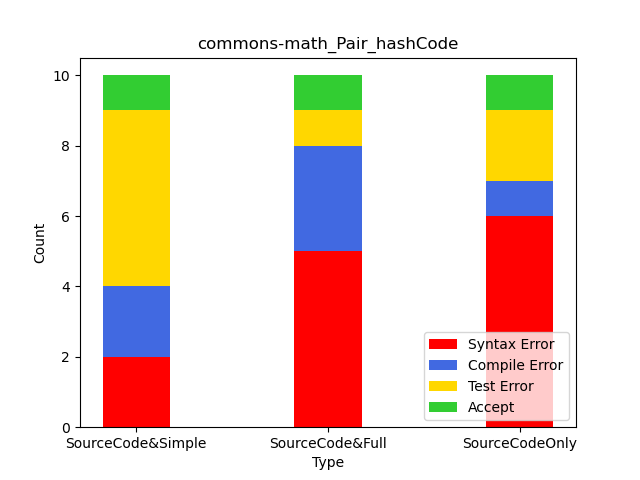 commons-math_Pair_hashCode
10
8
6
4
2
0
Count
Syntax Error
Compile Error
Test Error
Accept
SourceCode&Simple SourceCode&Full SourceCodeOnly
Type